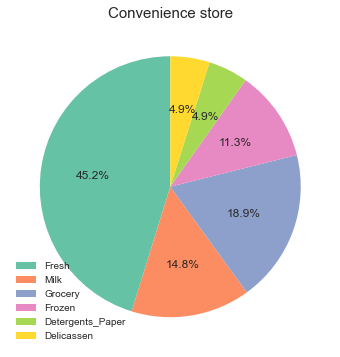 Convenience store
4.9%
4.9%
11.3%
45.2%
18.9%
14.8%
Fresh
Milk
Grocery
Frozen
Detergents_Paper
Delicassen